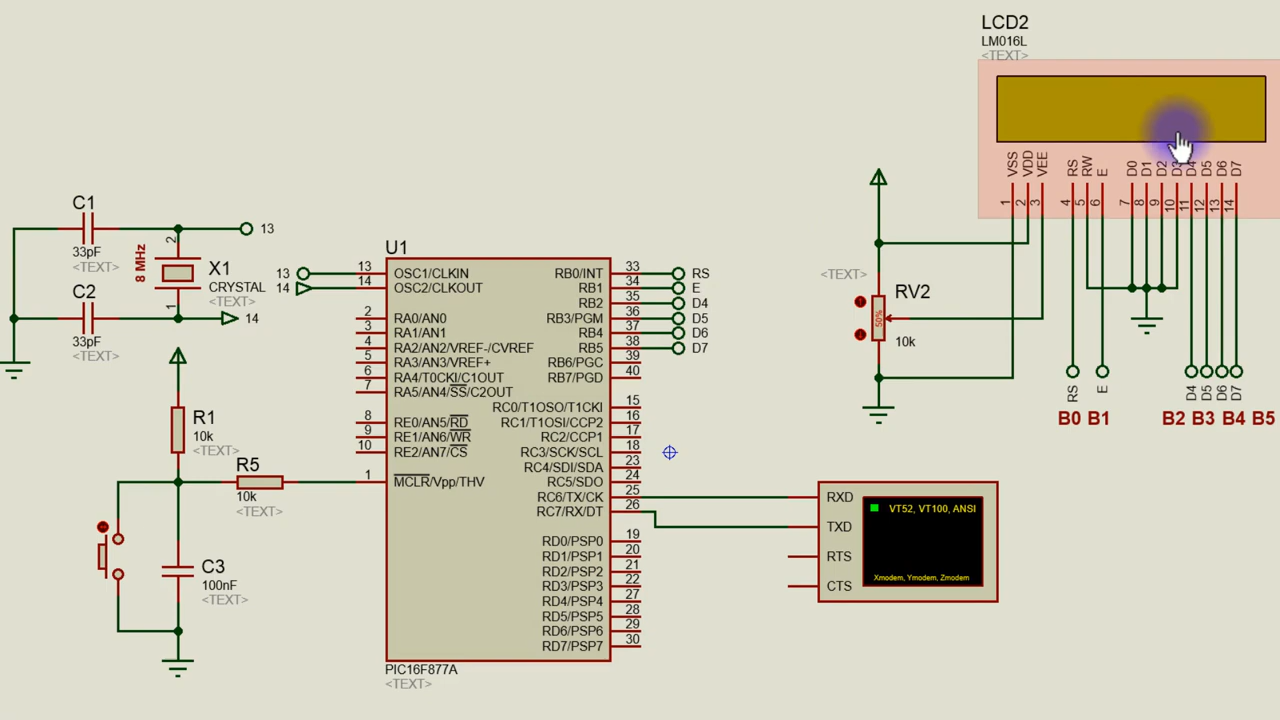 LCD2
LM016L
<TEXT>
VSS
VDD
VEE
RS
RW
E
D0
D1
D2
D3
D4
D5
D6
D7
1
2
3
4
5
6
7
8
9
10
11
12
13
14
RS
E
D4
D5
D6
D7
B0 B1
B2 B3 B4 B5
<TEXT>
RV2
50%
10k
C1
33pF
<TEXT>
8 MHz
2
1
X1
CRYSTAL
<TEXT>
13
14
C2
33pF
<TEXT>
R1
10k
<TEXT>
R5
10k
<TEXT>
C3
100nF
<TEXT>
U1
13 13 OSC1/CLKIN
14 14 OSC2/CLKOUT
2 RA0/AN0
3 RA1/AN1
4 RA2/AN2/VREF-/CVREF
5 RA3/AN3/VREF+
6 RA4/T0CKI/C1OUT
7 RA5/AN4/SS/C2OUT
8 RE0/AN5/RD
9 RE1/AN6/WR
10 RE2/AN7/CS
1 MCLR/Vpp/THV
RB0/INT 33 RS
RB1 34 E
RB2 35 D4
RB3/PGM 36 D5
RB4 37 D6
RB5 38 D7
RB6/PGC 39
RB7/PGD 40
RC0/T1OSO/T1CKI 15
RC1/T1OSI/CCP2 16
RC2/CCP1 17
RC3/SCK/SCL 18
RC4/SDI/SDA 23
RC5/SDO 24
RC6/TX/CK 25
RC7/RX/DT 26
RD0/PSP0 19
RD1/PSP1 20
RD2/PSP2 21
RD3/PSP3 22
RD4/PSP4 27
RD5/PSP5 28
RD6/PSP6 29
RD7/PSP7 30
PIC16F877A
<TEXT>
RXD
TXD
RTS
CTS
VT52, VT100, ANSI
Xmodem, Ymodem, Zmodem